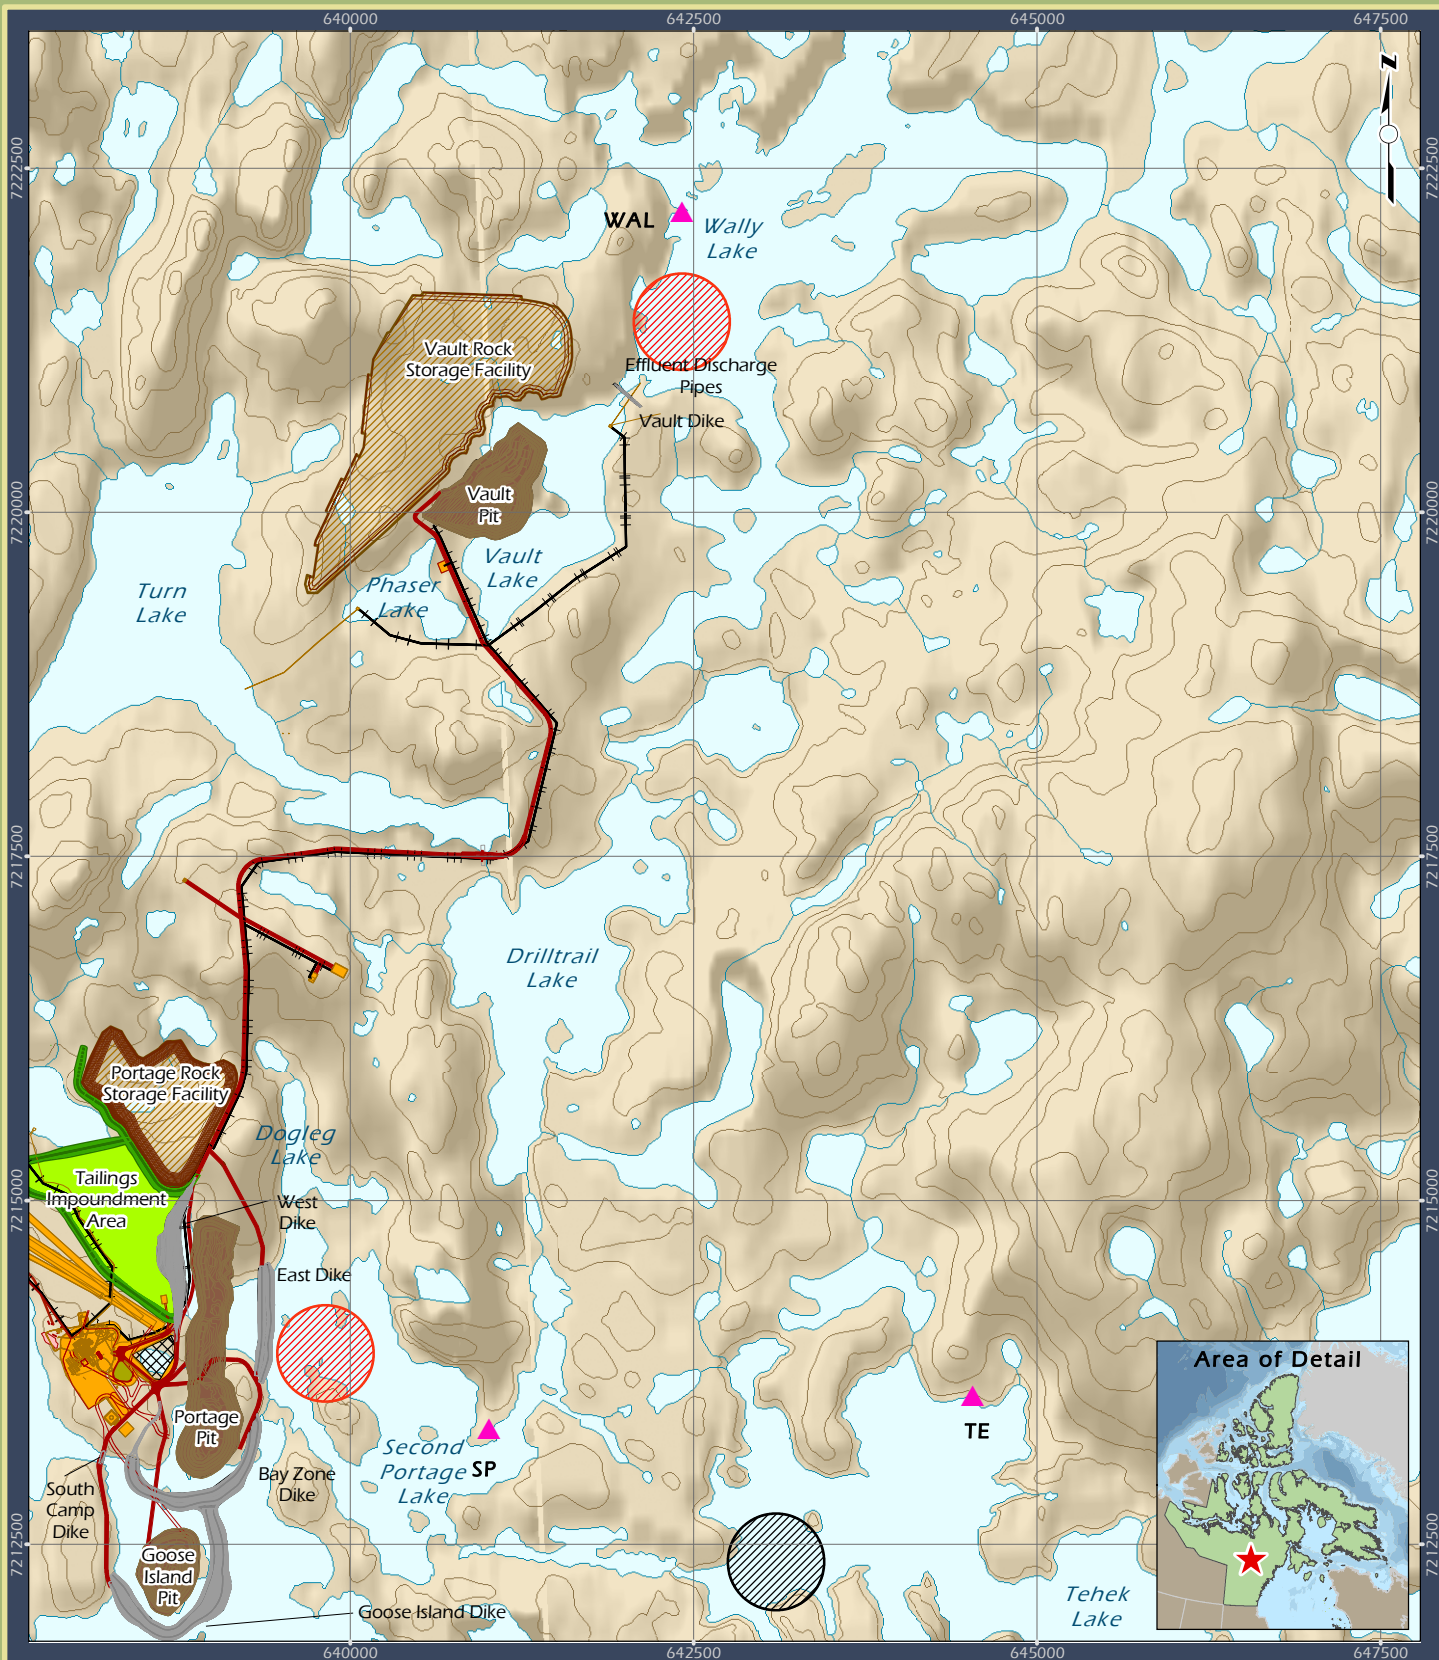 640000
642500
645000
647500
N
7222500
7222500
WAL
Wally
Lake
Vault Rock
Storage Facility
Effluent Discharge
Pipes
Vault Dike
Vault
Pit
7220000
7220000
Vault
Lake
Phaser
Lake
Turn
Lake
7217500
7217500
Drilltrail
Lake
Portage Rock
Storage Facility
Dogleg
Lake
Tailings
Impoundment
Area
7215000
7215000
West
Dike
East Dike
Area of Detail
Portage
Pit
TE
Second
Portage
Lake
SP
Bay Zone
Dike
South
Camp
Dike
7212500
7212500
Goose
Island
Pit
Goose Island Dike
Tehek
Lake
640000
642500
645000
647500